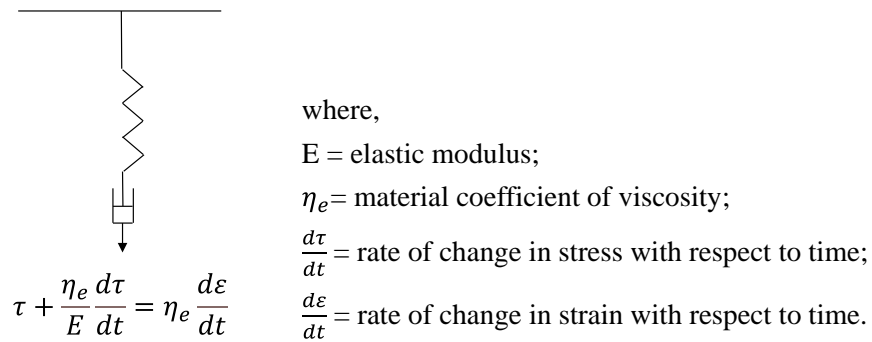 where,
E = elastic modulus;
𝜂ₑ= material coefficient of viscosity;
𝑑𝜏/𝑑𝑡 = rate of change in stress with respect to time;
𝑑𝜀/𝑑𝑡 = rate of change in strain with respect to time.
𝜏 + 𝜂ₑ/𝐸 𝑑𝜏/𝑑𝑡 = 𝜂ₑ 𝑑𝜀/𝑑𝑡